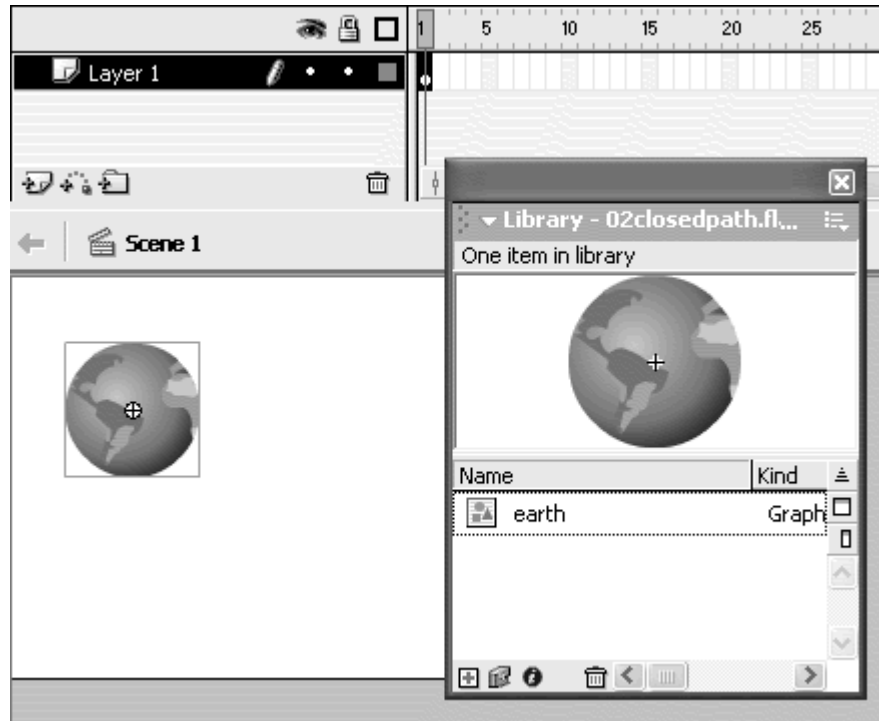 1 5 10 15 20 25
Layer 1
Library - 02closedpath.fl...
Scene 1
One item in library
Name Kind
earth Graph